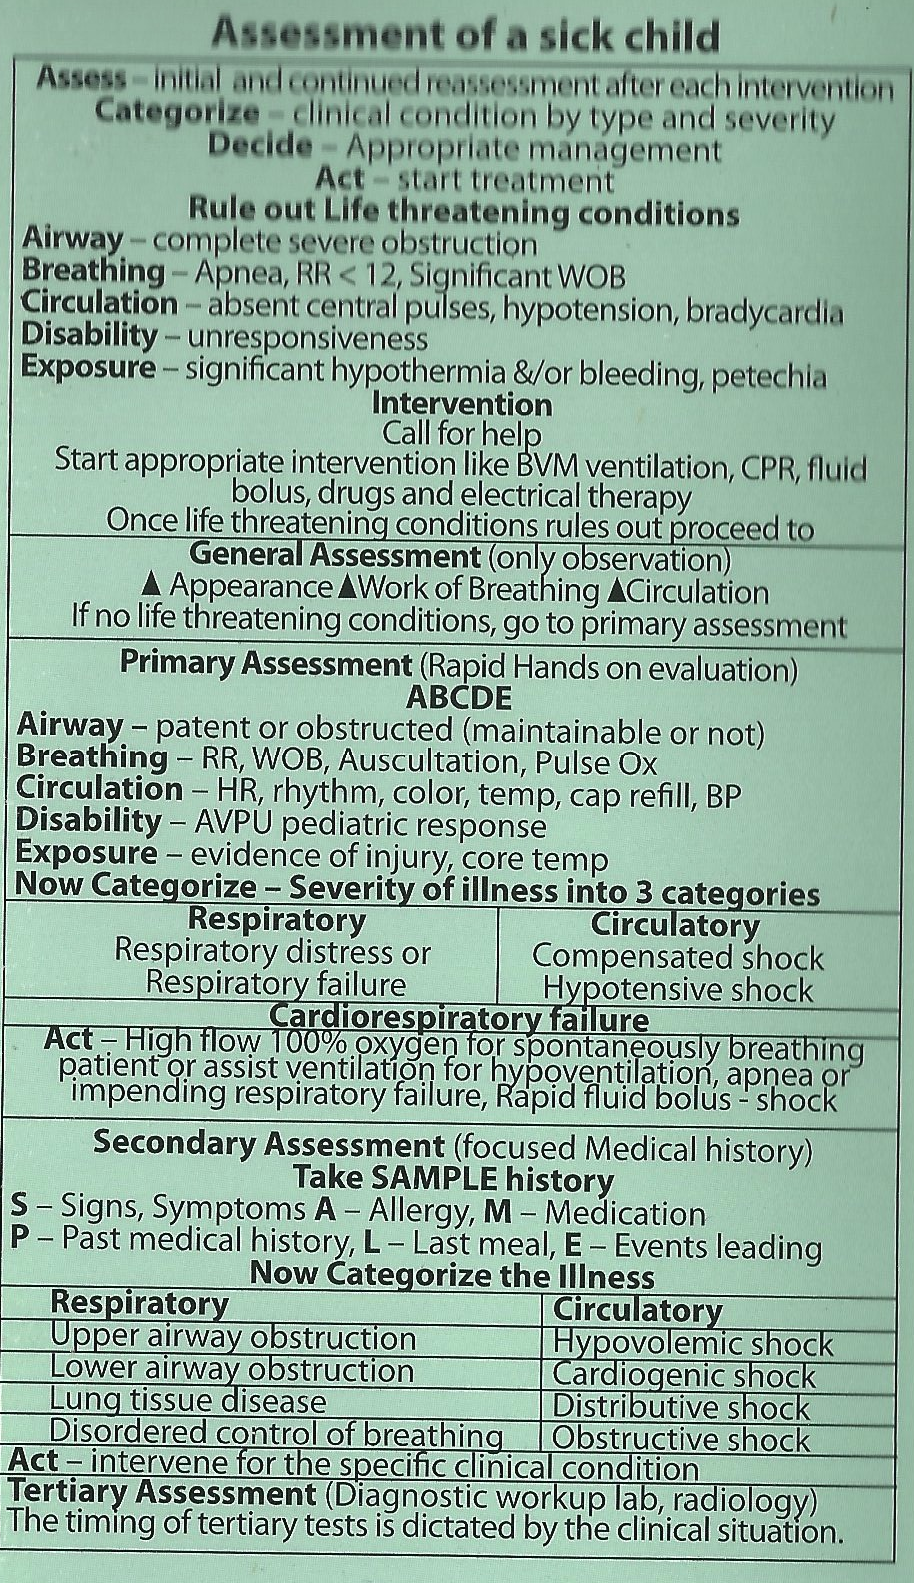 Assessment of a sick child
Assess – initial and continued reassessment after each intervention
Categorize – clinical condition by type and severity
Decide – Appropriate management
Act – start treatment
Rule out Life threatening conditions
Airway – complete severe obstruction
Breathing – Apnea, RR < 12, Significant WOB
Circulation – absent central pulses, hypotension, bradycardia
Disability – unresponsiveness
Exposure – significant hypothermia &/or bleeding, petechia
Intervention
Call for help
Start appropriate intervention like BVM ventilation, CPR, fluid
bolus, drugs and electrical therapy
Once life threatening conditions rules out proceed to
General Assessment (only observation)
▲ Appearance ▲Work of Breathing ▲Circulation
If no life threatening conditions, go to primary assessment
Primary Assessment (Rapid Hands on evaluation)
ABCDE
Airway – patent or obstructed (maintainable or not)
Breathing – RR, WOB, Auscultation, Pulse Ox
Circulation – HR, rhythm, color, temp, cap refill, BP
Disability – AVPU pediatric response
Exposure – evidence of injury, core temp
Now Categorize – Severity of illness into 3 categories
Respiratory Circulatory
Respiratory distress or Compensated shock
Respiratory failure Hypotensive shock
Cardiorespiratory failure
Act – High flow 100% oxygen for spontaneously breathing
patient or assist ventilation for hypoventilation, apnea or
impending respiratory failure, Rapid fluid bolus - shock
Secondary Assessment (focused Medical history)
Take SAMPLE history
S – Signs, Symptoms A – Allergy, M – Medication
P – Past medical history, L – Last meal, E – Events leading
Now Categorize the Illness
Respiratory Circulatory
Upper airway obstruction Hypovolemic shock
Lower airway obstruction Cardiogenic shock
Lung tissue disease Distributive shock
Disordered control of breathing Obstructive shock
Act – intervene for the specific clinical condition
Tertiary Assessment (Diagnostic workup lab, radiology)
The timing of tertiary tests is dictated by the clinical situation.